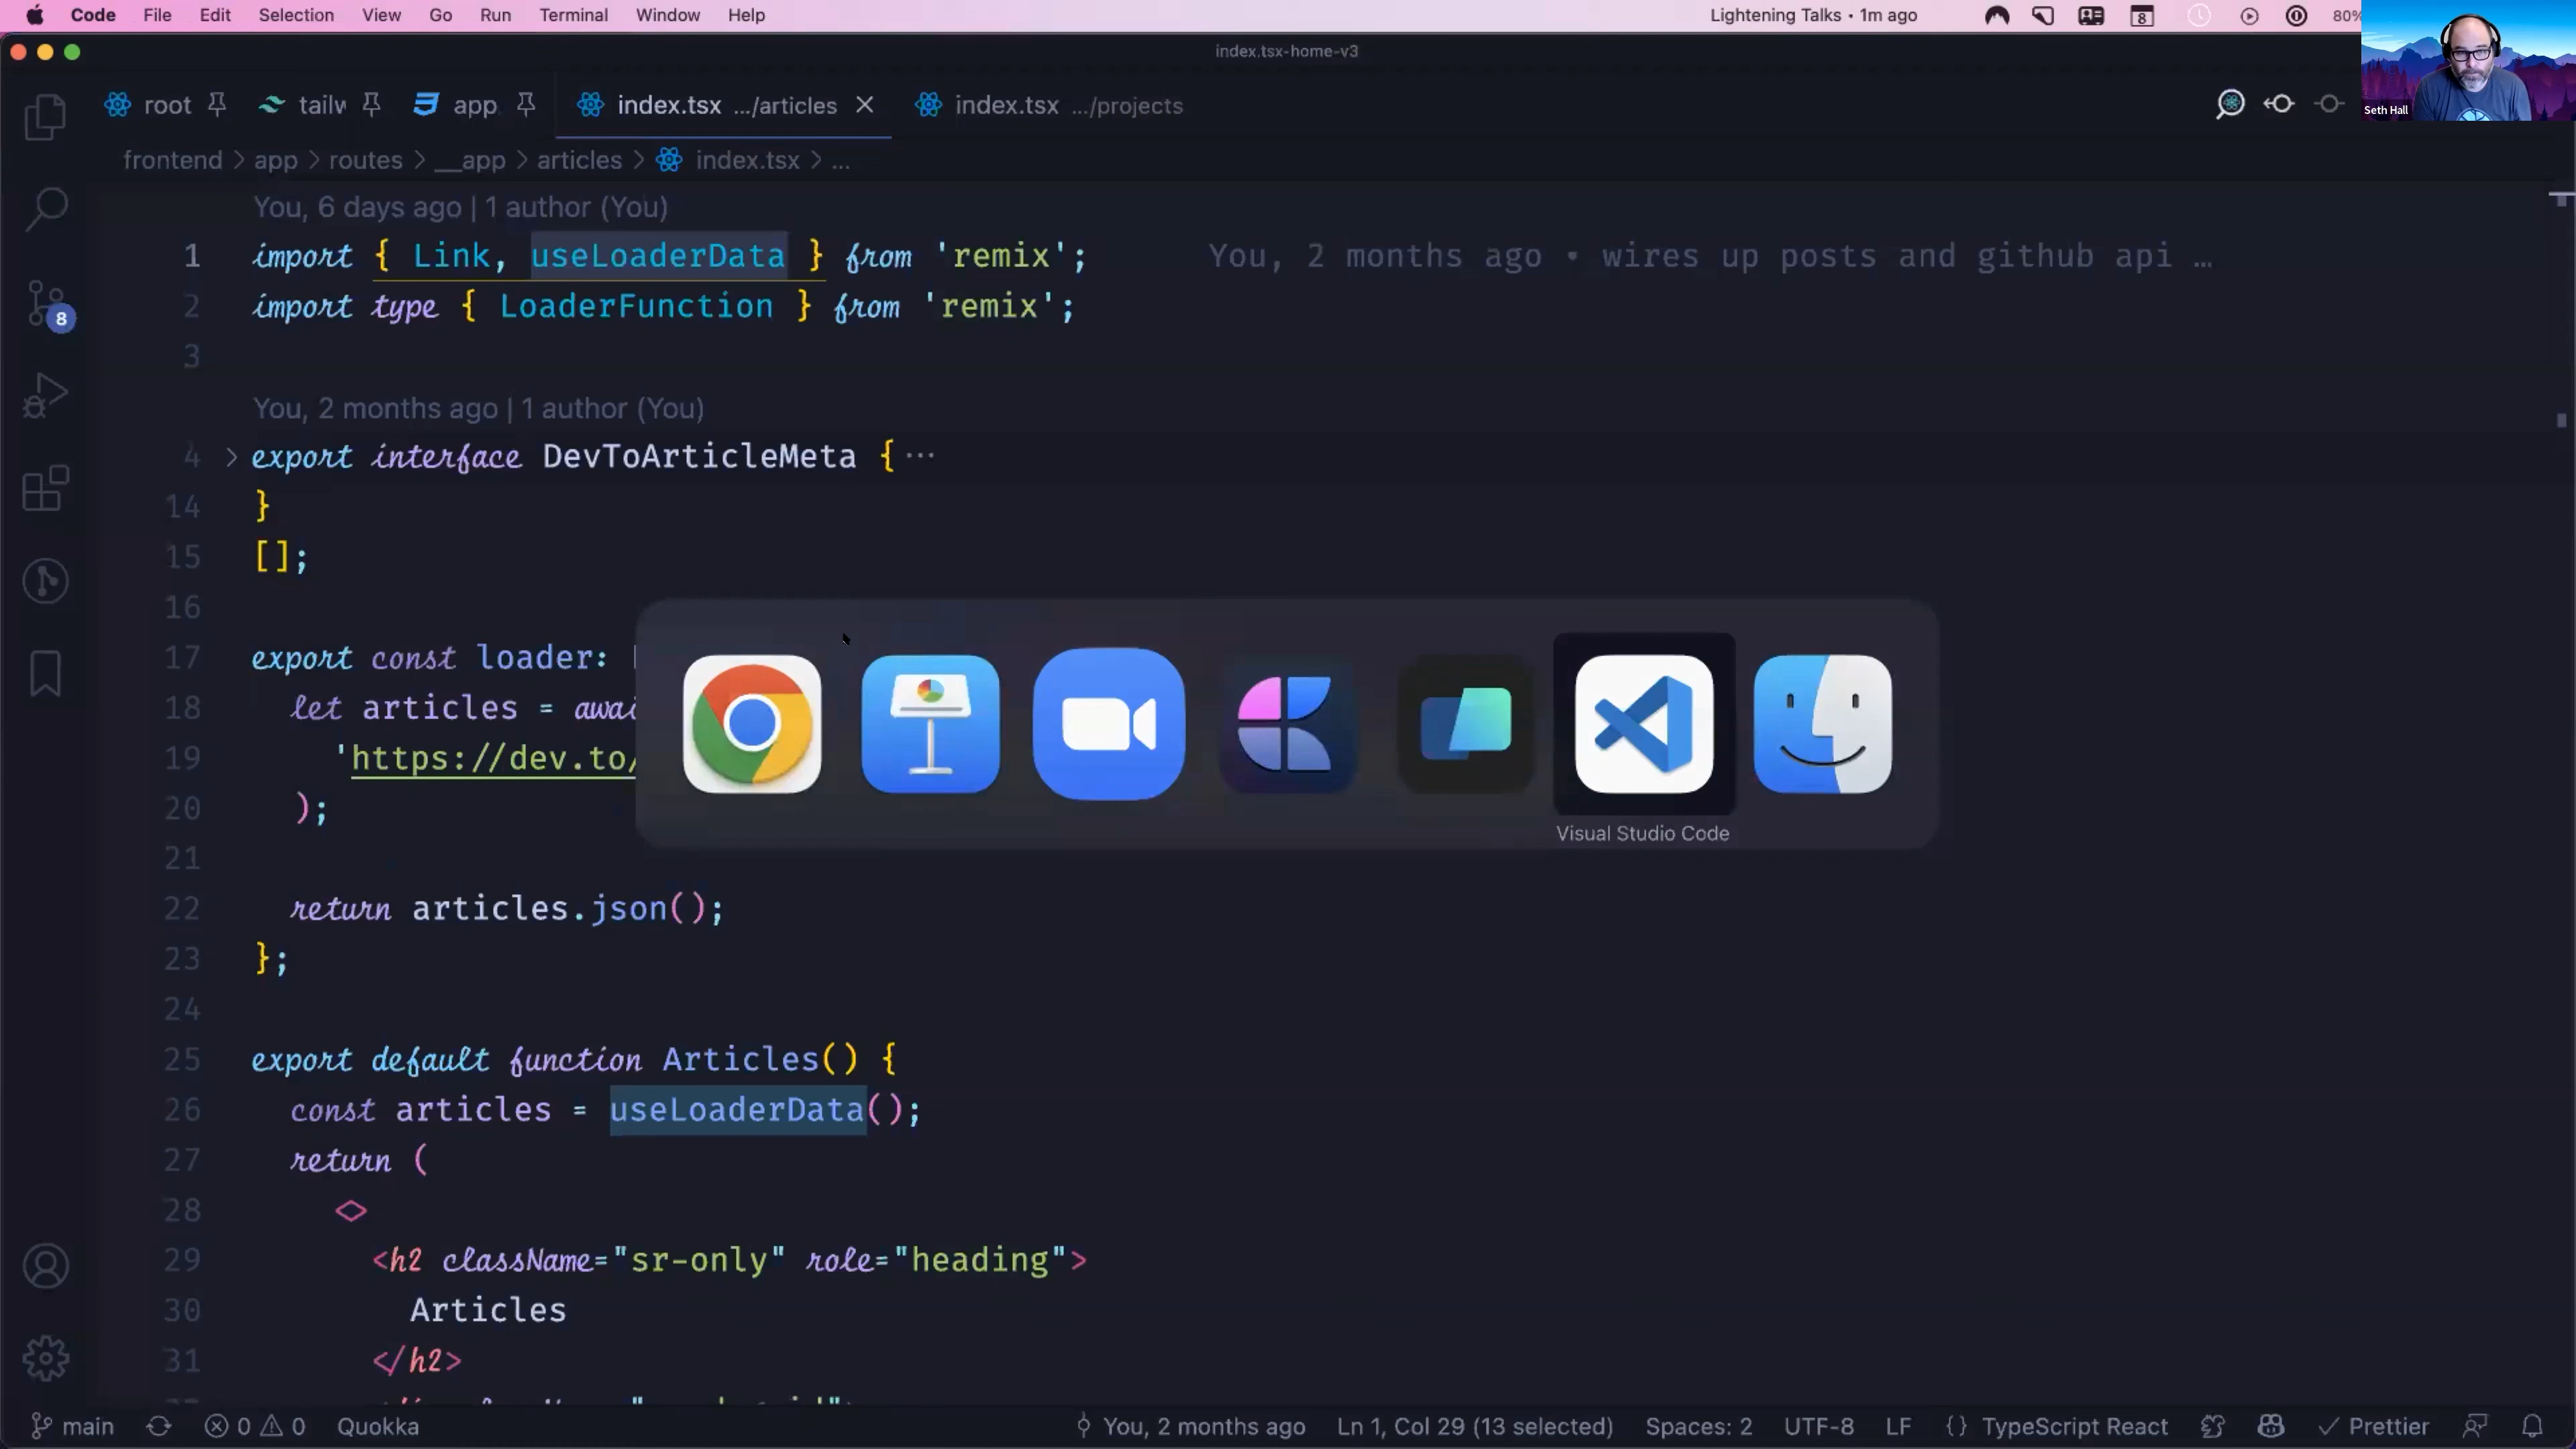 Code File Edit Selection View Go Run Terminal Window Help Lightening Talks • 1m ago 8 80%
Seth Hall
index.tsx-home-v3
root tailw app index.tsx .../articles index.tsx .../projects
frontend > app > routes > __app > articles > index.tsx > ...
You, 6 days ago | 1 author (You)
1 import { Link, useLoaderData } from 'remix'; You, 2 months ago • wires up posts and github api …
2 import type { LoaderFunction } from 'remix';
3
You, 2 months ago | 1 author (You)
4 > export interface DevToArticleMeta { ···
14 }
15 [];
16
17 export const loader:
18 let articles = awai
19 'https://dev.to/
20 );
Visual Studio Code
21
22 return articles.json();
23 };
24
25 export default function Articles() {
26 const articles = useLoaderData();
27 return (
28 <>
29 <h2 className="sr-only" role="heading">
30 Articles
31 </h2>
8
main 0 0 Quokka You, 2 months ago Ln 1, Col 29 (13 selected) Spaces: 2 UTF-8 LF {} TypeScript React Prettier